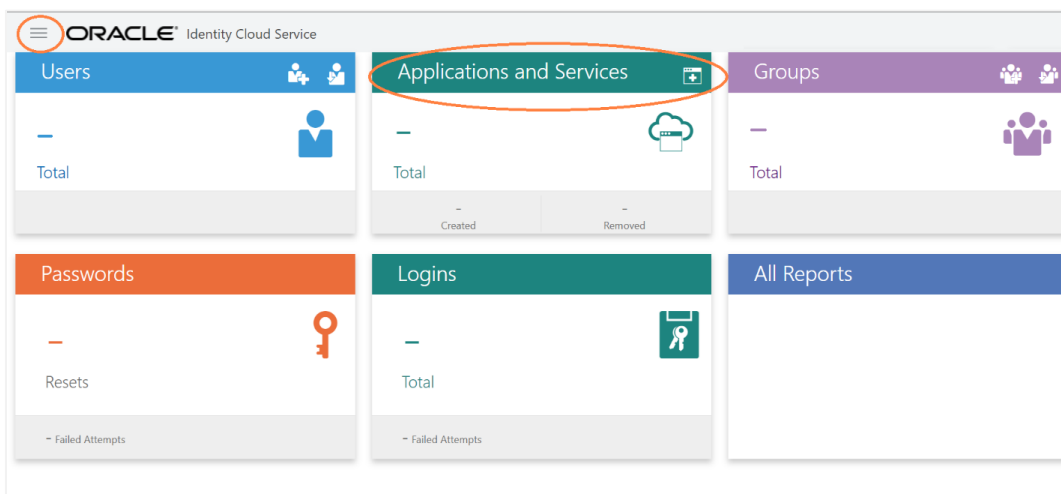 ORACLE® Identity Cloud Service
Users
Applications and Services
Groups
–
Total
–
Total
–
Total
-
Created
-
Removed
Passwords
Logins
All Reports
–
Resets
–
Total
- Failed Attempts
- Failed Attempts